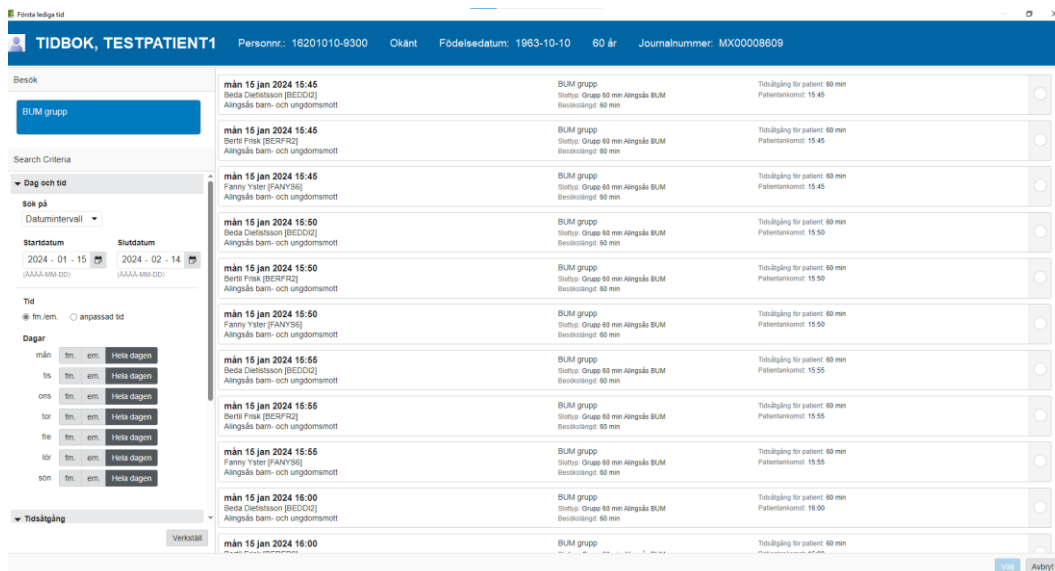 Första lediga tid
TIDBOK, TESTPATIENT1 Personnr.: 16201010-9300 Okänt Födelsedatum: 1963-10-10 60 år Journalnummer: MX00008609
Besök
BUM grupp
Search Criteria
Dag och tid
Sök på
Datumintervall
Startdatum Slutdatum
2024 - 01 - 15 2024 - 02 - 14
(ÅÅÅÅ-MM-DD) (ÅÅÅÅ-MM-DD)
Tid
fm./em. anpassad tid
Dagar
mån fm. em. Hela dagen
tis fm. em. Hela dagen
ons fm. em. Hela dagen
tor fm. em. Hela dagen
fre fm. em. Hela dagen
lör fm. em. Hela dagen
sön fm. em. Hela dagen
Tidsåtgång
Verkställ
mån 15 jan 2024 15:45 BUM grupp Tidsåtgång för patient: 60 min
Beda Dietistsson [BEDDI2] Slottyp: Grupp 60 min Alingsås BUM Patientankomst: 15:45
Alingsås barn- och ungdomsmott Besökslängd: 60 min
mån 15 jan 2024 15:45 BUM grupp Tidsåtgång för patient: 60 min
Bertil Frisk [BERFR2] Slottyp: Grupp 60 min Alingsås BUM Patientankomst: 15:45
Alingsås barn- och ungdomsmott Besökslängd: 60 min
mån 15 jan 2024 15:45 BUM grupp Tidsåtgång för patient: 60 min
Fanny Yster [FANYS6] Slottyp: Grupp 60 min Alingsås BUM Patientankomst: 15:45
Alingsås barn- och ungdomsmott Besökslängd: 60 min
mån 15 jan 2024 15:50 BUM grupp Tidsåtgång för patient: 60 min
Beda Dietistsson [BEDDI2] Slottyp: Grupp 60 min Alingsås BUM Patientankomst: 15:50
Alingsås barn- och ungdomsmott Besökslängd: 60 min
mån 15 jan 2024 15:50 BUM grupp Tidsåtgång för patient: 60 min
Bertil Frisk [BERFR2] Slottyp: Grupp 60 min Alingsås BUM Patientankomst: 15:50
Alingsås barn- och ungdomsmott Besökslängd: 60 min
mån 15 jan 2024 15:50 BUM grupp Tidsåtgång för patient: 60 min
Fanny Yster [FANYS6] Slottyp: Grupp 60 min Alingsås BUM Patientankomst: 15:50
Alingsås barn- och ungdomsmott Besökslängd: 60 min
mån 15 jan 2024 15:55 BUM grupp Tidsåtgång för patient: 60 min
Beda Dietistsson [BEDDI2] Slottyp: Grupp 60 min Alingsås BUM Patientankomst: 15:55
Alingsås barn- och ungdomsmott Besökslängd: 60 min
mån 15 jan 2024 15:55 BUM grupp Tidsåtgång för patient: 60 min
Bertil Frisk [BERFR2] Slottyp: Grupp 60 min Alingsås BUM Patientankomst: 15:55
Alingsås barn- och ungdomsmott Besökslängd: 60 min
mån 15 jan 2024 15:55 BUM grupp Tidsåtgång för patient: 60 min
Fanny Yster [FANYS6] Slottyp: Grupp 60 min Alingsås BUM Patientankomst: 15:55
Alingsås barn- och ungdomsmott Besökslängd: 60 min
mån 15 jan 2024 16:00 BUM grupp Tidsåtgång för patient: 60 min
Beda Dietistsson [BEDDI2] Slottyp: Grupp 60 min Alingsås BUM Patientankomst: 16:00
Alingsås barn- och ungdomsmott Besökslängd: 60 min
mån 15 jan 2024 16:00 BUM grupp Tidsåtgång för patient: 60 min
Välj Avbryt